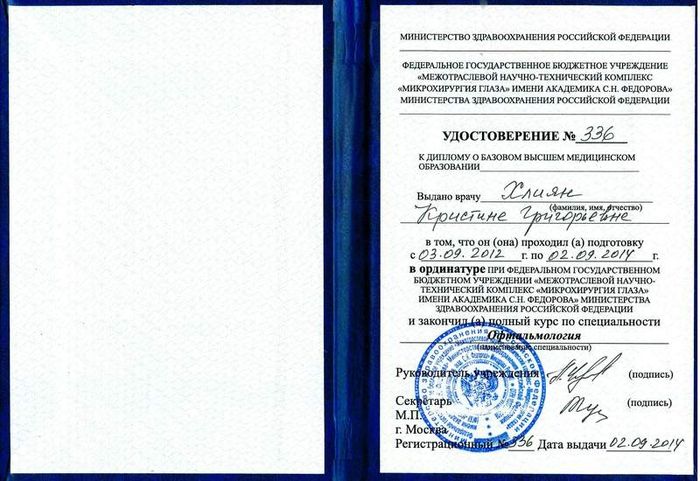 МИНИСТЕРСТВО ЗДРАВООХРАНЕНИЯ РОССИЙСКОЙ ФЕДЕРАЦИИ
ФЕДЕРАЛЬНОЕ ГОСУДАРСТВЕННОЕ БЮДЖЕТНОЕ УЧРЕЖДЕНИЕ
«МЕЖОТРАСЛЕВОЙ НАУЧНО-ТЕХНИЧЕСКИЙ КОМПЛЕКС
«МИКРОХИРУРГИЯ ГЛАЗА» ИМЕНИ АКАДЕМИКА С.Н. ФЕДОРОВА»
МИНИСТЕРСТВА ЗДРАВООХРАНЕНИЯ РОССИЙСКОЙ ФЕДЕРАЦИИ
УДОСТОВЕРЕНИЕ № 336
К ДИПЛОМУ О БАЗОВОМ ВЫСШЕМ МЕДИЦИНСКОМ
ОБРАЗОВАНИИ
Выдано врачу Хлиян
(фамилия, имя, отчество)
Кристине Григорьевне
в том, что он (она) проходил (а) подготовку
с 03.09.2012 г. по 02.09.2014 г.
в ординатуре ПРИ ФЕДЕРАЛЬНОМ ГОСУДАРСТВЕННОМ
БЮДЖЕТНОМ УЧРЕЖДЕНИИ «МЕЖОТРАСЛЕВОЙ НАУЧНО-
ТЕХНИЧЕСКИЙ КОМПЛЕКС «МИКРОХИРУРГИЯ ГЛАЗА»
ИМЕНИ АКАДЕМИКА С.Н. ФЕДОРОВА» МИНИСТЕРСТВА
ЗДРАВООХРАНЕНИЯ РОССИЙСКОЙ ФЕДЕРАЦИИ
и закончил (а) полный курс по специальности
Офтальмология
(наименование специальности)
Руководитель учреждения (подпись)
Секретарь (подпись)
М.П.
г. Москва
Регистрационный № 336 Дата выдачи 02.09.2014